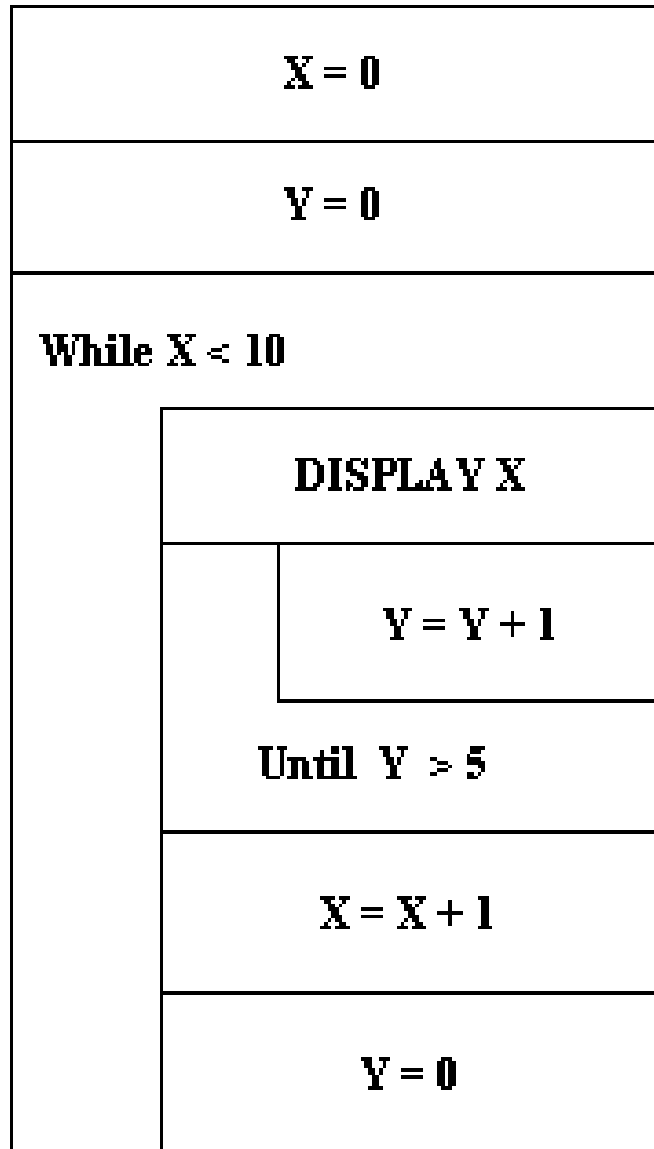 X = 0
Y = 0
While X < 10
DISPLAY X
Y = Y + 1
Until Y > 5
X = X + 1
Y = 0